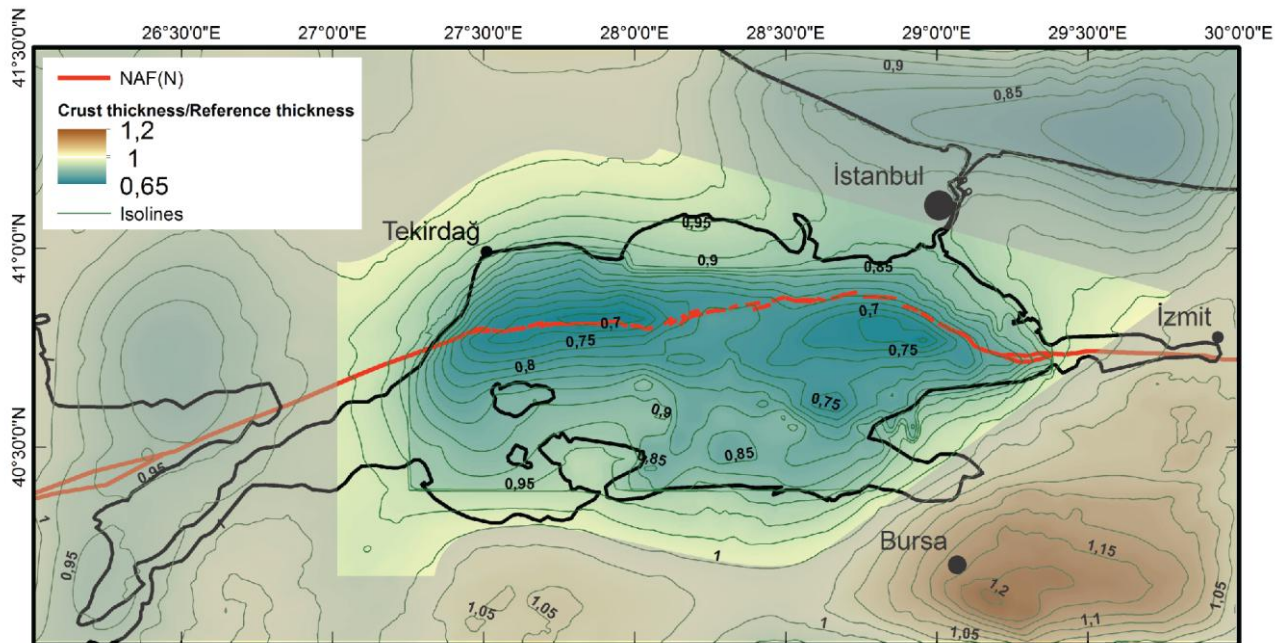 26°30'0"E 27°0'0"E 27°30'0"E 28°0'0"E 28°30'0"E 29°0'0"E 29°30'0"E 30°00'0"E
41°30'0"N
41°0'0"N
40°30'0"N
NAF(N)
Crust thickness/Reference thickness
1,2
1
0,65
Isolines
0,9
0,85
İstanbul
Tekirdağ
0,95
0,9
0,85
İzmit
0,7
0,7
0,75
0,75
0,8
0,75
0,9
0,85
0,85
0,95
0,95
1
0,95
1
Bursa
1,15
1,2
1,05
1,05
1,1
1,05
1,05
1